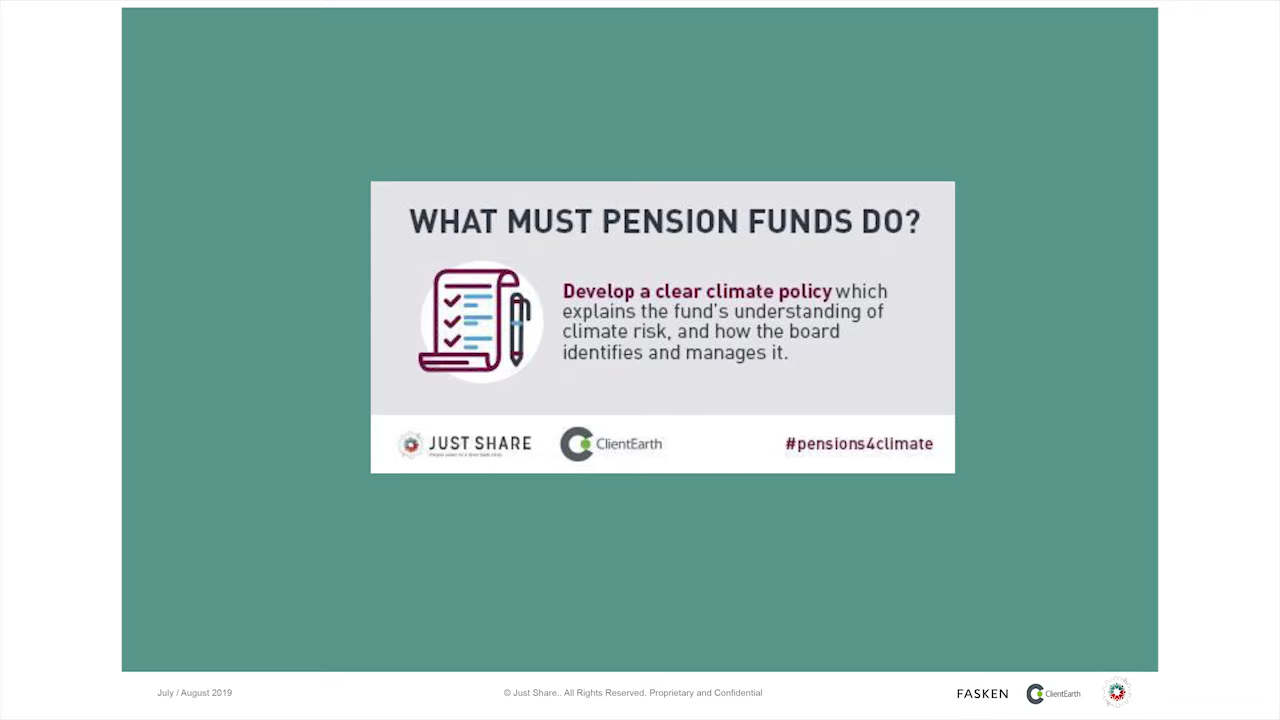 WHAT MUST PENSION FUNDS DO?
Develop a clear climate policy which
explains the fund's understanding of
climate risk, and how the board
identifies and manages it.
JUST SHARE
ClientEarth
#pensions4climate
July / August 2019
© Just Share.. All Rights Reserved. Proprietary and Confidential
FASKEN
ClientEarth